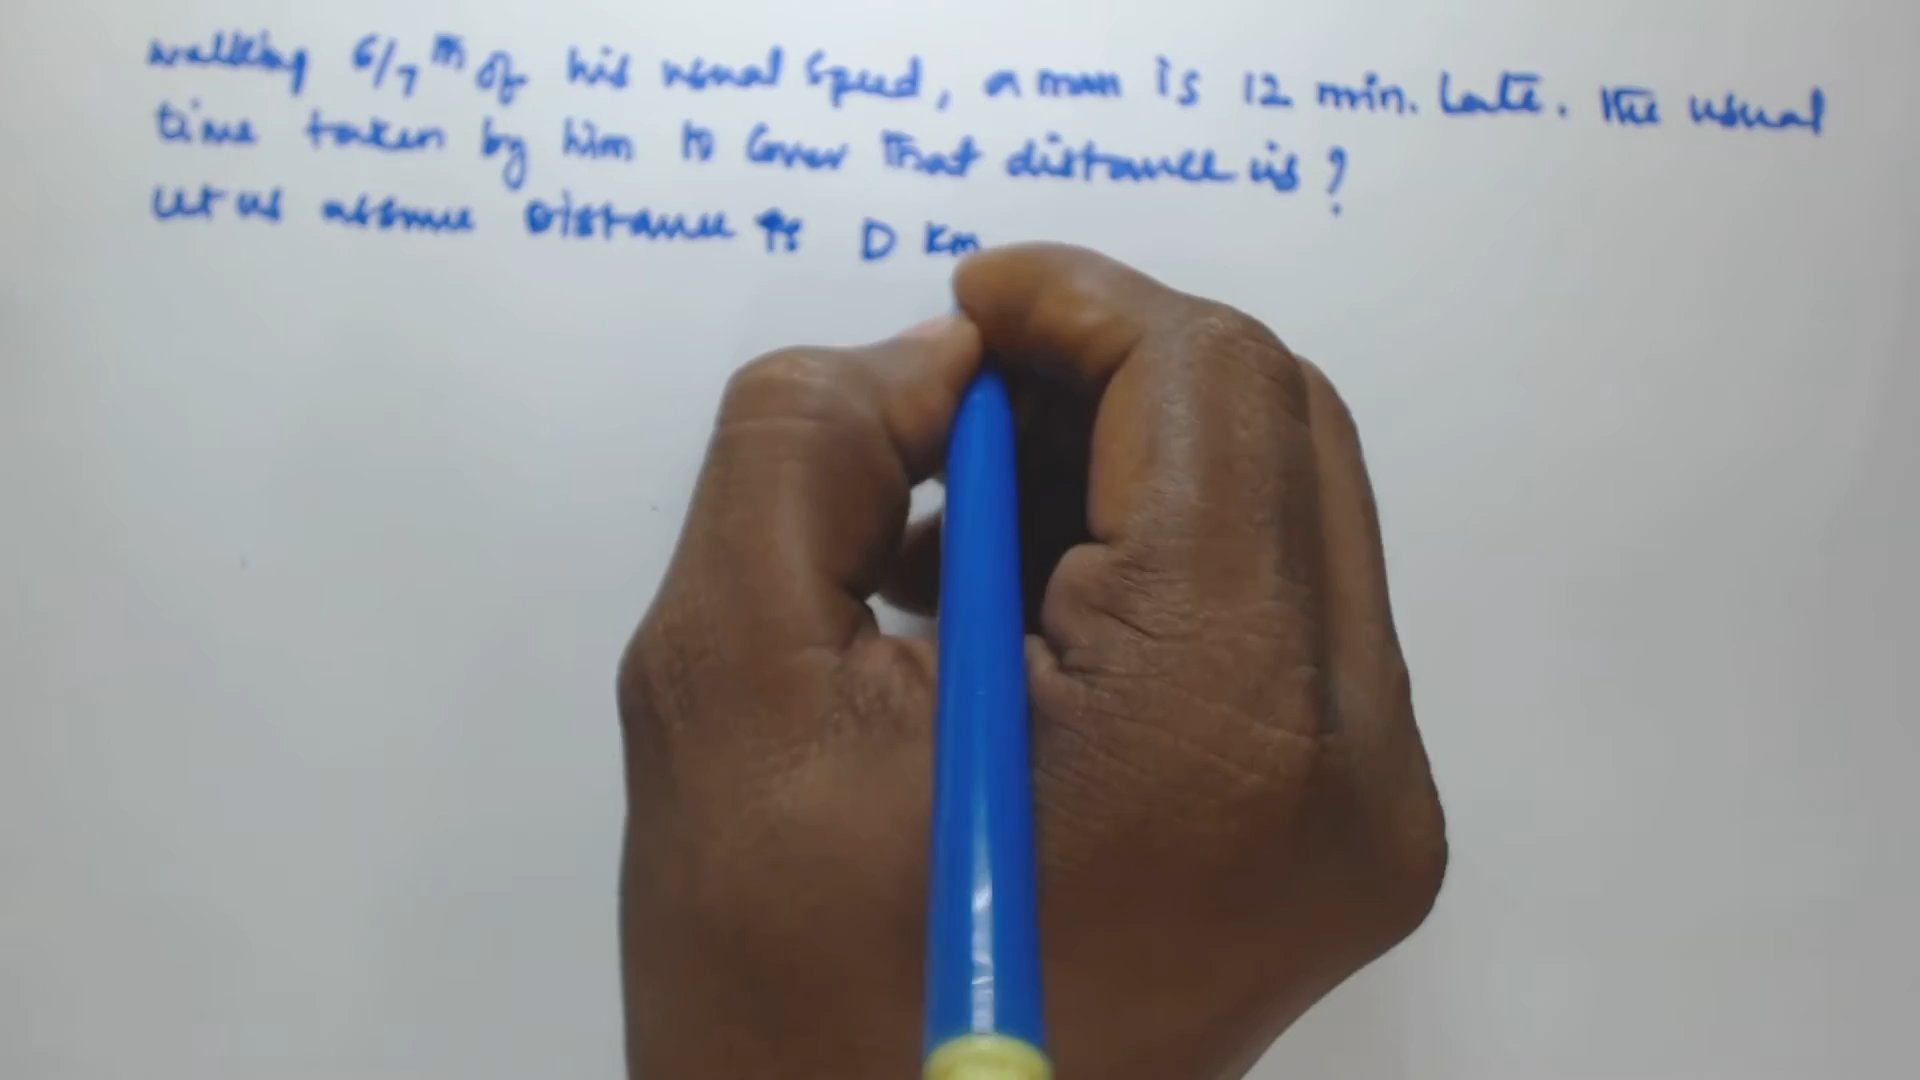 walking 6/7th of his usual speed, a man is 12 min. late. The usual
time taken by him to cover that distance is ?
let us assume Distance is D Km